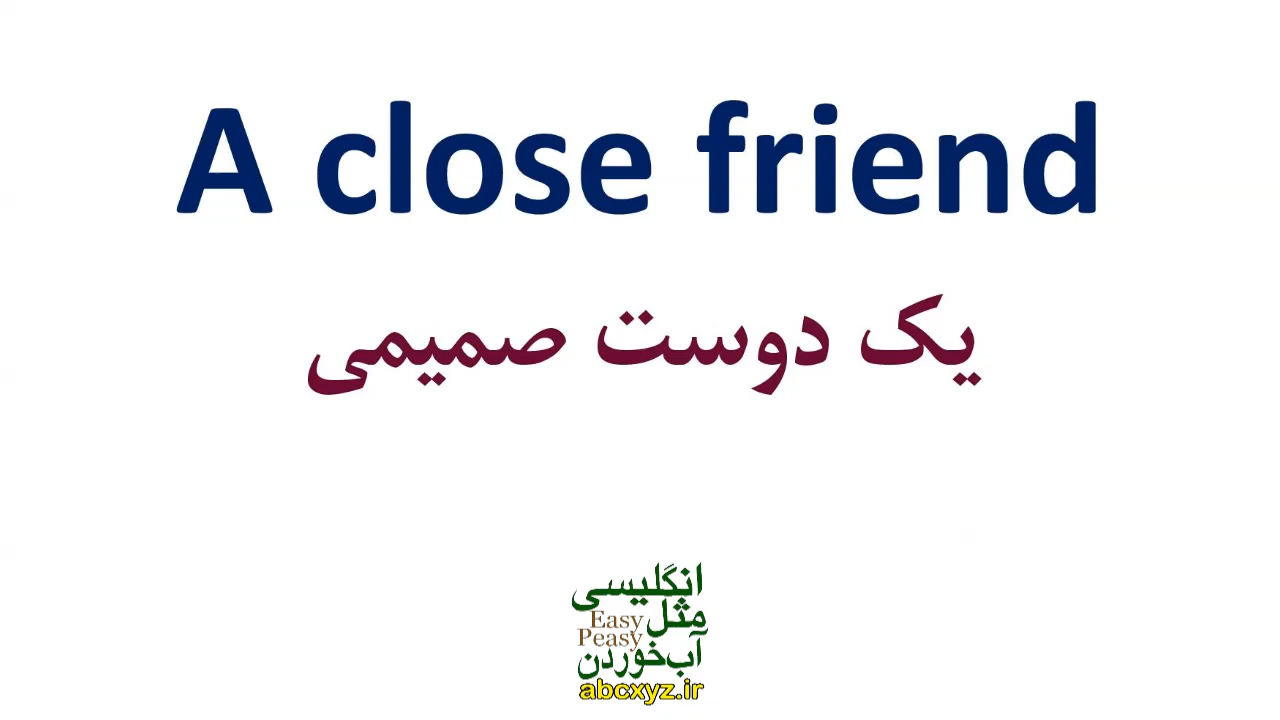 A close friend
یک دوست صمیمی
انگلیسی
مثل
Easy
Peasy
آب‌خوردن
abcxyz.ir